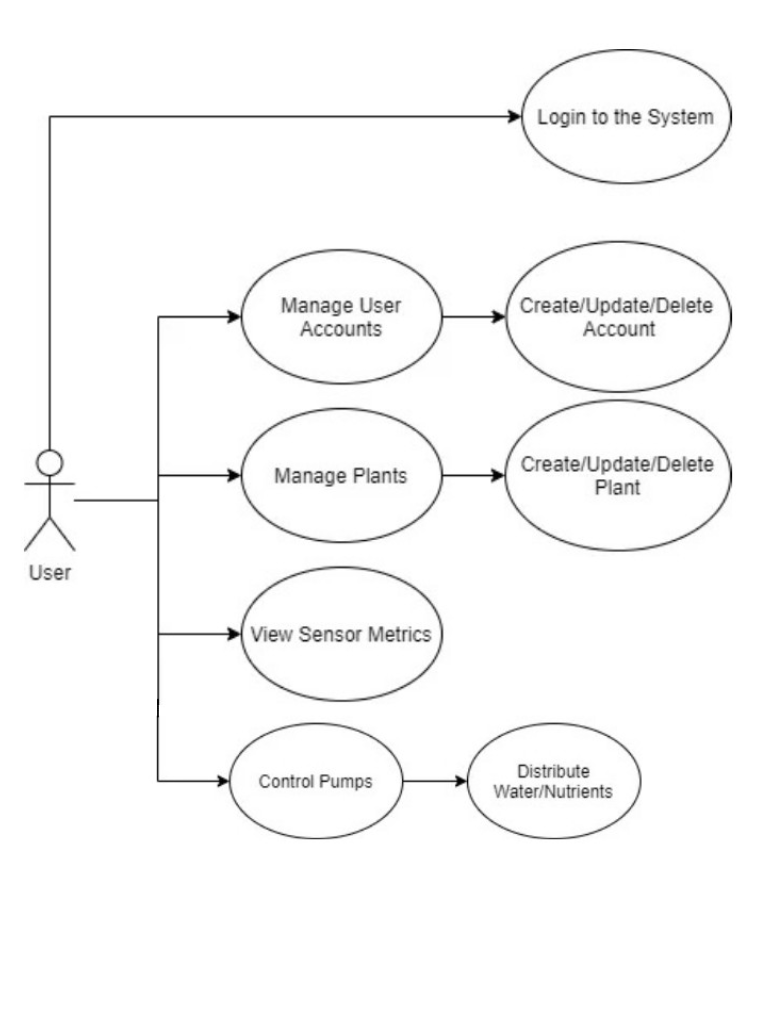 Login to the System
Manage User
Accounts
Create/Update/Delete
Account
Manage Plants
Create/Update/Delete
Plant
User
View Sensor Metrics
Control Pumps
Distribute
Water/Nutrients